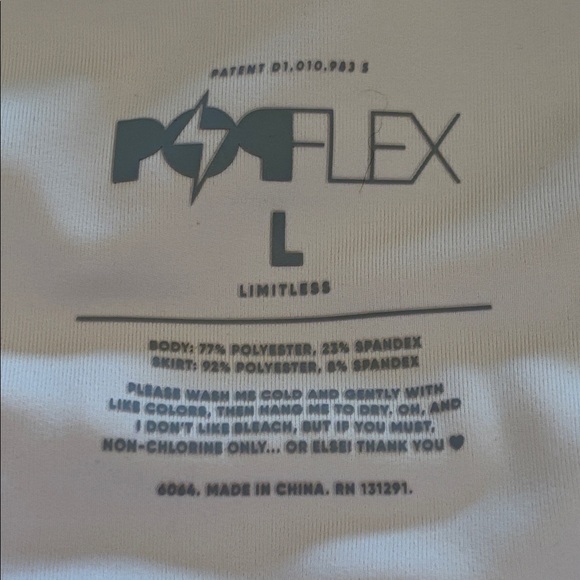 PATENT D1,010,983 S
POPFLEX
L
LIMITLESS
BODY: 77% POLYESTER, 23% SPANDEX
SKIRT: 92% POLYESTER, 8% SPANDEX
PLEASE WASH ME COLD AND GENTLY WITH
LIKE COLORS, THEN HANG ME TO DRY. OH, AND
I DON'T LIKE BLEACH, BUT IF YOU MUST,
NON-CHLORINE ONLY... OR ELSE! THANK YOU ♥
6064. MADE IN CHINA. RN 131291.